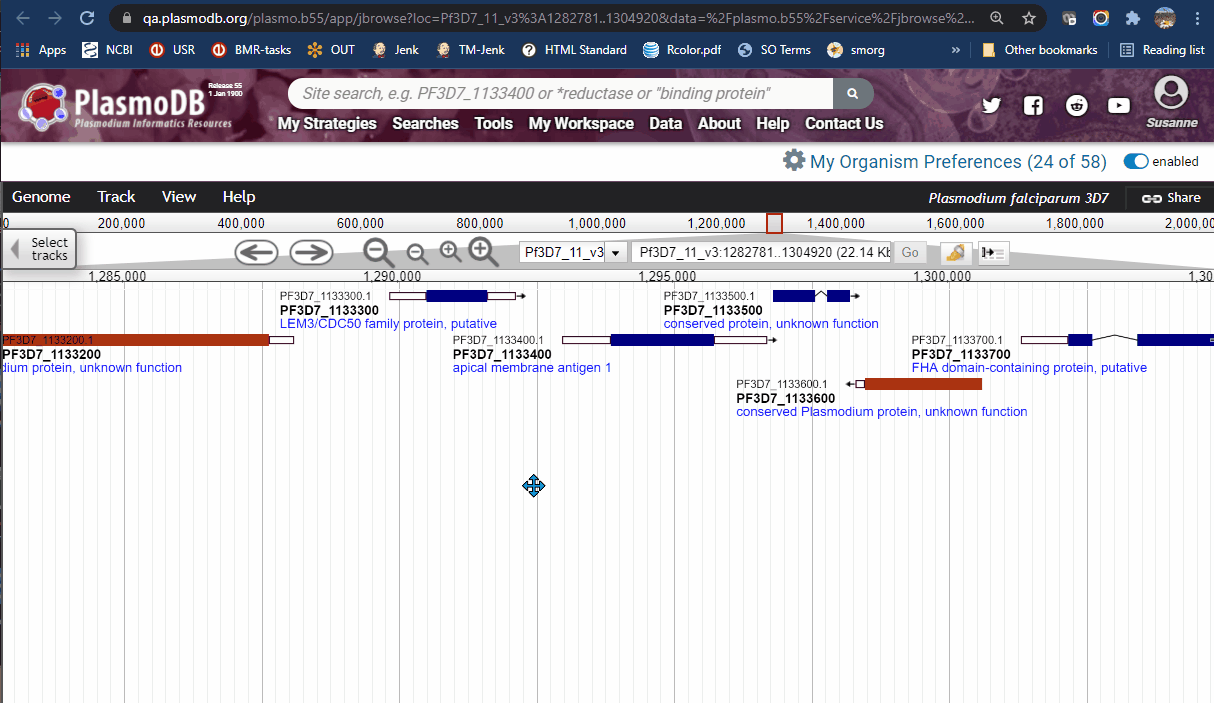 qa.plasmodb.org/plasmo.b55/app/jbrowse?loc=Pf3D7_11_v3%3A1282781..1304920&data=%2Fplasmo.b55%2Fservice%2Fjbrowse%2F...
Apps NCBI USR BMR-tasks OUT Jenk TM-Jenk HTML Standard Rcolor.pdf SO Terms smorg » Other bookmarks Reading list
PlasmoDB Release 55
1 Jan 1900
Plasmodium Informatics Resources
Site search, e.g. PF3D7_1133400 or *reductase or "binding protein"
My Strategies Searches Tools My Workspace Data About Help Contact Us
Susanne
My Organism Preferences (24 of 58) enabled
Genome Track View Help Plasmodium falciparum 3D7 Share
0 200,000 400,000 600,000 800,000 1,000,000 1,200,000 1,400,000 1,600,000 1,800,000 2,000,0
Select
tracks
Pf3D7_11_v3 Pf3D7_11_v3:1282781..1304920 (22.14 Kb Go
1,285,000 1,290,000 1,295,000 1,300,000 1,30
PF3D7_1133300.1 PF3D7_1133500.1
PF3D7_1133300 PF3D7_1133500
LEM3/CDC50 family protein, putative conserved protein, unknown function
PF3D7_1133200.1 PF3D7_1133400.1 PF3D7_1133700.1
PF3D7_1133200 PF3D7_1133400 PF3D7_1133700
dium protein, unknown function apical membrane antigen 1 FHA domain-containing protein, putative
PF3D7_1133600.1
PF3D7_1133600
conserved Plasmodium protein, unknown function